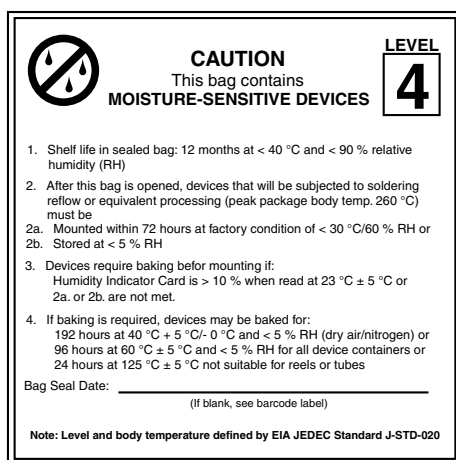 LEVEL
CAUTION
4
This bag contains
MOISTURE-SENSITIVE DEVICES
1. Shelf life in sealed bag: 12 months at < 40 °C and < 90 % relative
humidity (RH)
2. After this bag is opened, devices that will be subjected to soldering
reflow or equivalent processing (peak package body temp. 260 °C)
must be
2a. Mounted within 72 hours at factory condition of < 30 °C/60 % RH or
2b. Stored at < 5 % RH
3. Devices require baking befor mounting if:
Humidity Indicator Card is > 10 % when read at 23 °C ± 5 °C or
2a. or 2b. are not met.
4. If baking is required, devices may be baked for:
192 hours at 40 °C + 5 °C/- 0 °C and < 5 % RH (dry air/nitrogen) or
96 hours at 60 °C ± 5 °C and < 5 % RH for all device containers or
24 hours at 125 °C ± 5 °C not suitable for reels or tubes
Bag Seal Date:
(If blank, see barcode label)
Note: Level and body temperature defined by EIA JEDEC Standard J-STD-020